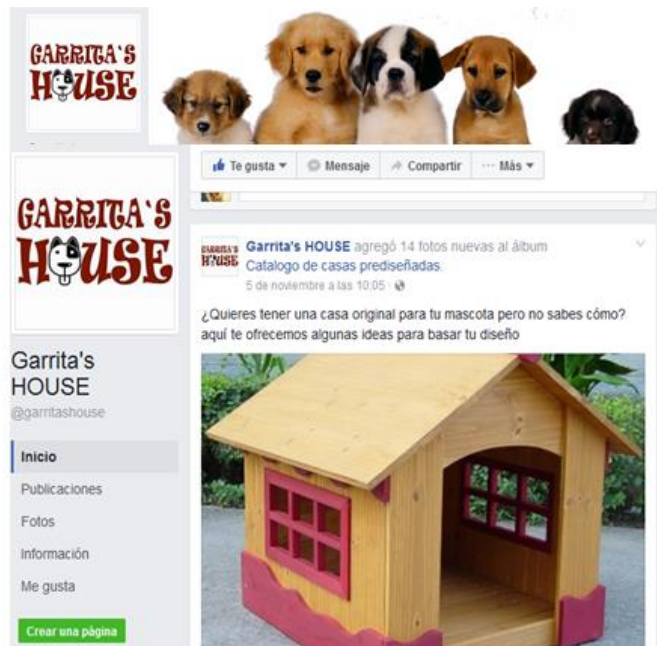 GARRITA`S
HOUSE
Te gusta Mensaje Compartir Más
GARRITA`S
HOUSE
GARRITA`S
HOUSE
Garrita's HOUSE agregó 14 fotos nuevas al álbum
Catalogo de casas prediseñadas.
5 de noviembre a las 10:05 ·
¿Quieres tener una casa original para tu mascota pero no sabes cómo?
aquí te ofrecemos algunas ideas para basar tu diseño
Garrita's
HOUSE
@garritashouse
Inicio
Publicaciones
Fotos
Información
Me gusta
Crear una página